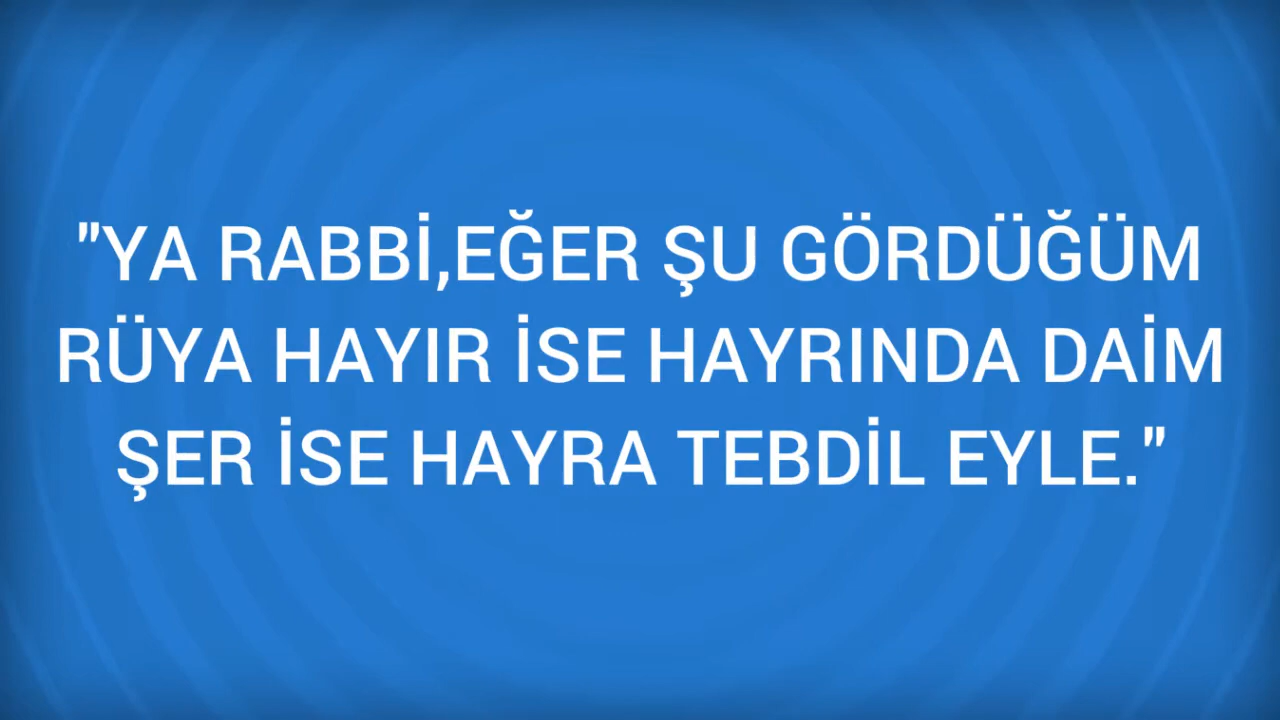 "YA RABBİ,EĞER ŞU GÖRDÜĞÜM
RÜYA HAYIR İSE HAYRINDA DAİM
ŞER İSE HAYRA TEBDİL EYLE."